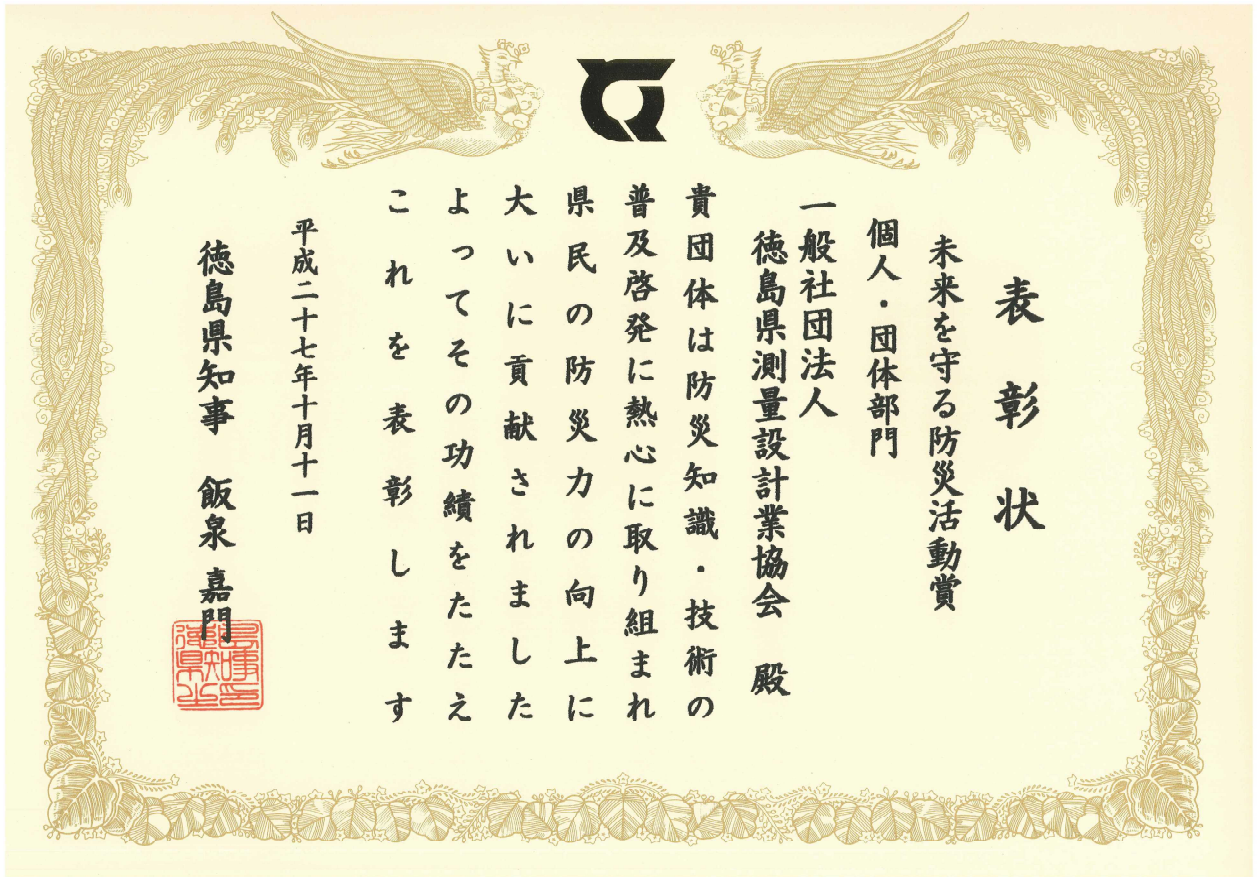 表彰状
未来を守る防災活動賞
個人・団体部門
一般社団法人
徳島県測量設計業協会 殿
貴団体は防災知識・技術の
普及啓発に熱心に取り組まれ
県民の防災力の向上に
大いに貢献されました
よってその功績をたたえ
これを表彰します
平成二十七年十月十一日
徳島県知事 飯泉嘉門